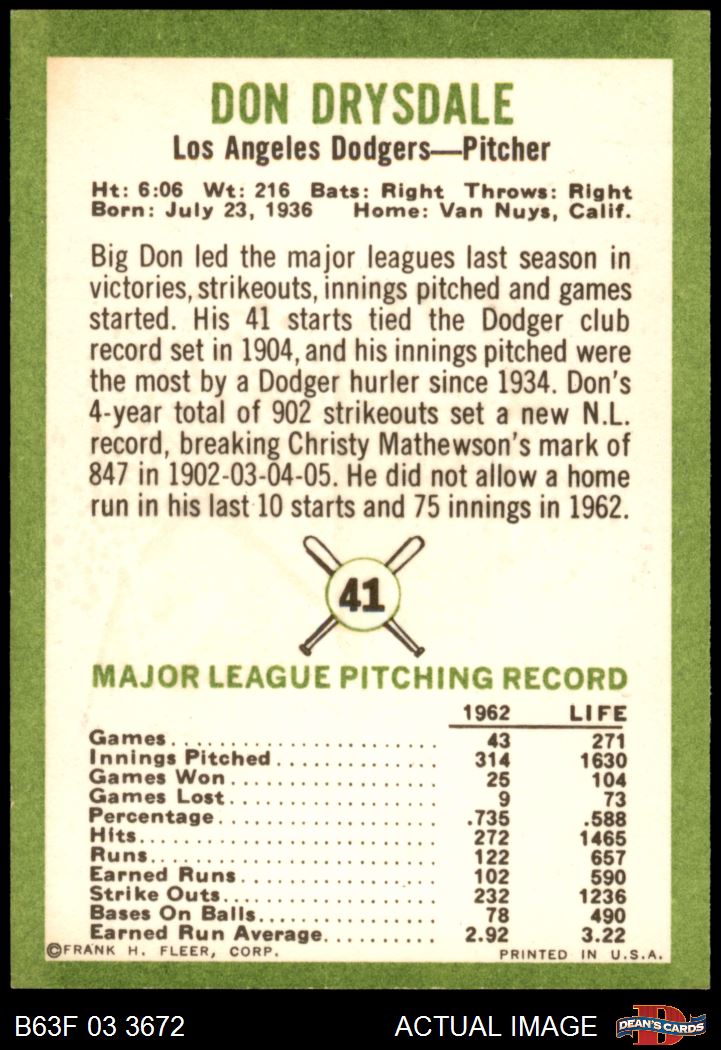 DON DRYSDALE
Los Angeles Dodgers—Pitcher
Ht: 6:06 Wt: 216 Bats: Right Throws: Right
Born: July 23, 1936 Home: Van Nuys, Calif.
Big Don led the major leagues last season in
victories, strikeouts, innings pitched and games
started. His 41 starts tied the Dodger club
record set in 1904, and his innings pitched were
the most by a Dodger hurler since 1934. Don's
4-year total of 902 strikeouts set a new N.L.
record, breaking Christy Mathewson's mark of
847 in 1902-03-04-05. He did not allow a home
run in his last 10 starts and 75 innings in 1962.
41
MAJOR LEAGUE PITCHING RECORD
1962 LIFE
Games 43 271
Innings Pitched 314 1630
Games Won 25 104
Games Lost 9 73
Percentage .735 .588
Hits 272 1465
Runs 122 657
Earned Runs 102 590
Strike Outs 232 1236
Bases On Balls 78 490
Earned Run Average 2.92 3.22
©FRANK H. FLEER, CORP. PRINTED IN U.S.A.
B63F 03 3672 ACTUAL IMAGE DEAN'S CARDS